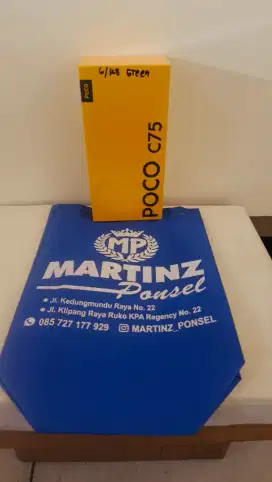 6/128 GREEN
POCO
POCO C75
MP
MARTINZ
Ponsel
• Jl. Kedungmundu Raya No. 22
• Jl. Klipang Raya Ruko KPA Regency No. 22
085 727 177 929 MARTINZ_PONSEL